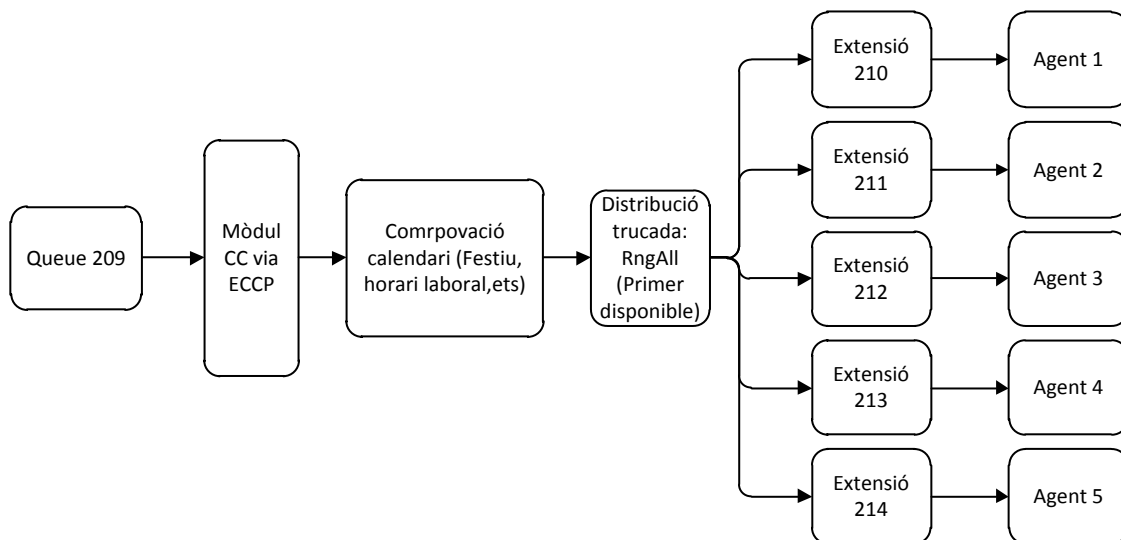 Queue 209
Mòdul
CC via
ECCP
Comrpovació
calendari (Festiu,
horari laboral,ets)
Distribució
trucada:
RngAll
(Primer
disponible)
Extensió
210
Agent 1
Extensió
211
Agent 2
Extensió
212
Agent 3
Extensió
213
Agent 4
Extensió
214
Agent 5